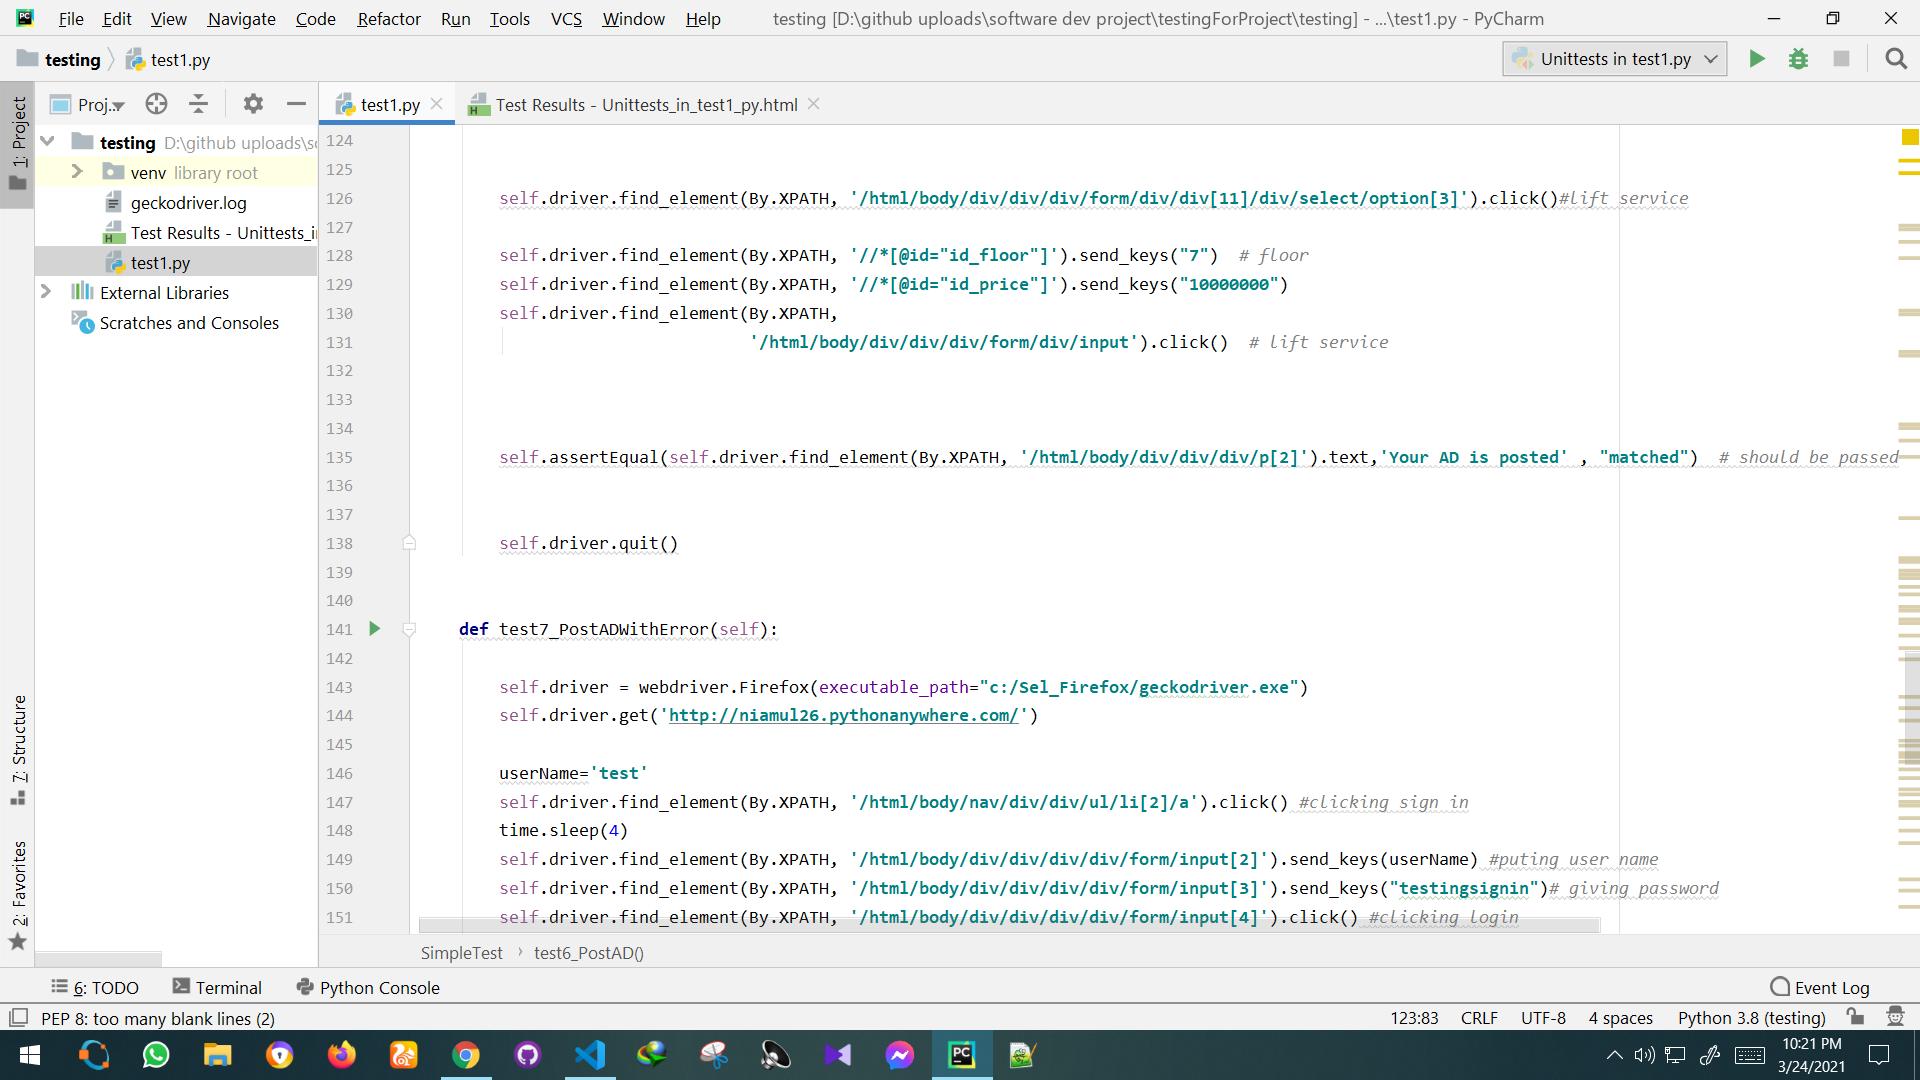 File Edit View Navigate Code Refactor Run Tools VCS Window Help testing [D:\github uploads\software dev project\testingForProject\testing] - ...\test1.py - PyCharm
testing test1.py Unittests in test1.py
Proj... test1.py Test Results - Unittests_in_test1_py.html
1: Project
testing D:\github uploads\s
venv library root
geckodriver.log
Test Results - Unittests_i
test1.py
External Libraries
Scratches and Consoles
7: Structure
2: Favorites
124
125
126 self.driver.find_element(By.XPATH, '/html/body/div/div/div/form/div/div[11]/div/select/option[3]').click()#lift service
127
128 self.driver.find_element(By.XPATH, '//*[@id="id_floor"]').send_keys("7") # floor
129 self.driver.find_element(By.XPATH, '//*[@id="id_price"]').send_keys("10000000")
130 self.driver.find_element(By.XPATH,
131 '/html/body/div/div/div/form/div/input').click() # lift service
132
133
134
135 self.assertEqual(self.driver.find_element(By.XPATH, '/html/body/div/div/div/p[2]').text,'Your AD is posted' , "matched") # should be passed
136
137
138 self.driver.quit()
139
140
141 def test7_PostADWithError(self):
142
143 self.driver = webdriver.Firefox(executable_path="c:/Sel_Firefox/geckodriver.exe")
144 self.driver.get('http://niamul26.pythonanywhere.com/')
145
146 userName='test'
147 self.driver.find_element(By.XPATH, '/html/body/nav/div/div/ul/li[2]/a').click() #clicking sign in
148 time.sleep(4)
149 self.driver.find_element(By.XPATH, '/html/body/div/div/div/div/form/input[2]').send_keys(userName) #puting user name
150 self.driver.find_element(By.XPATH, '/html/body/div/div/div/div/form/input[3]').send_keys("testingsignin")# giving password
151 self.driver.find_element(By.XPATH, '/html/body/div/div/div/div/form/input[4]').click() #clicking login
SimpleTest › test6_PostAD()
6: TODO Terminal Python Console Event Log
PEP 8: too many blank lines (2) 123:83 CRLF UTF-8 4 spaces Python 3.8 (testing)
10:21 PM
3/24/2021